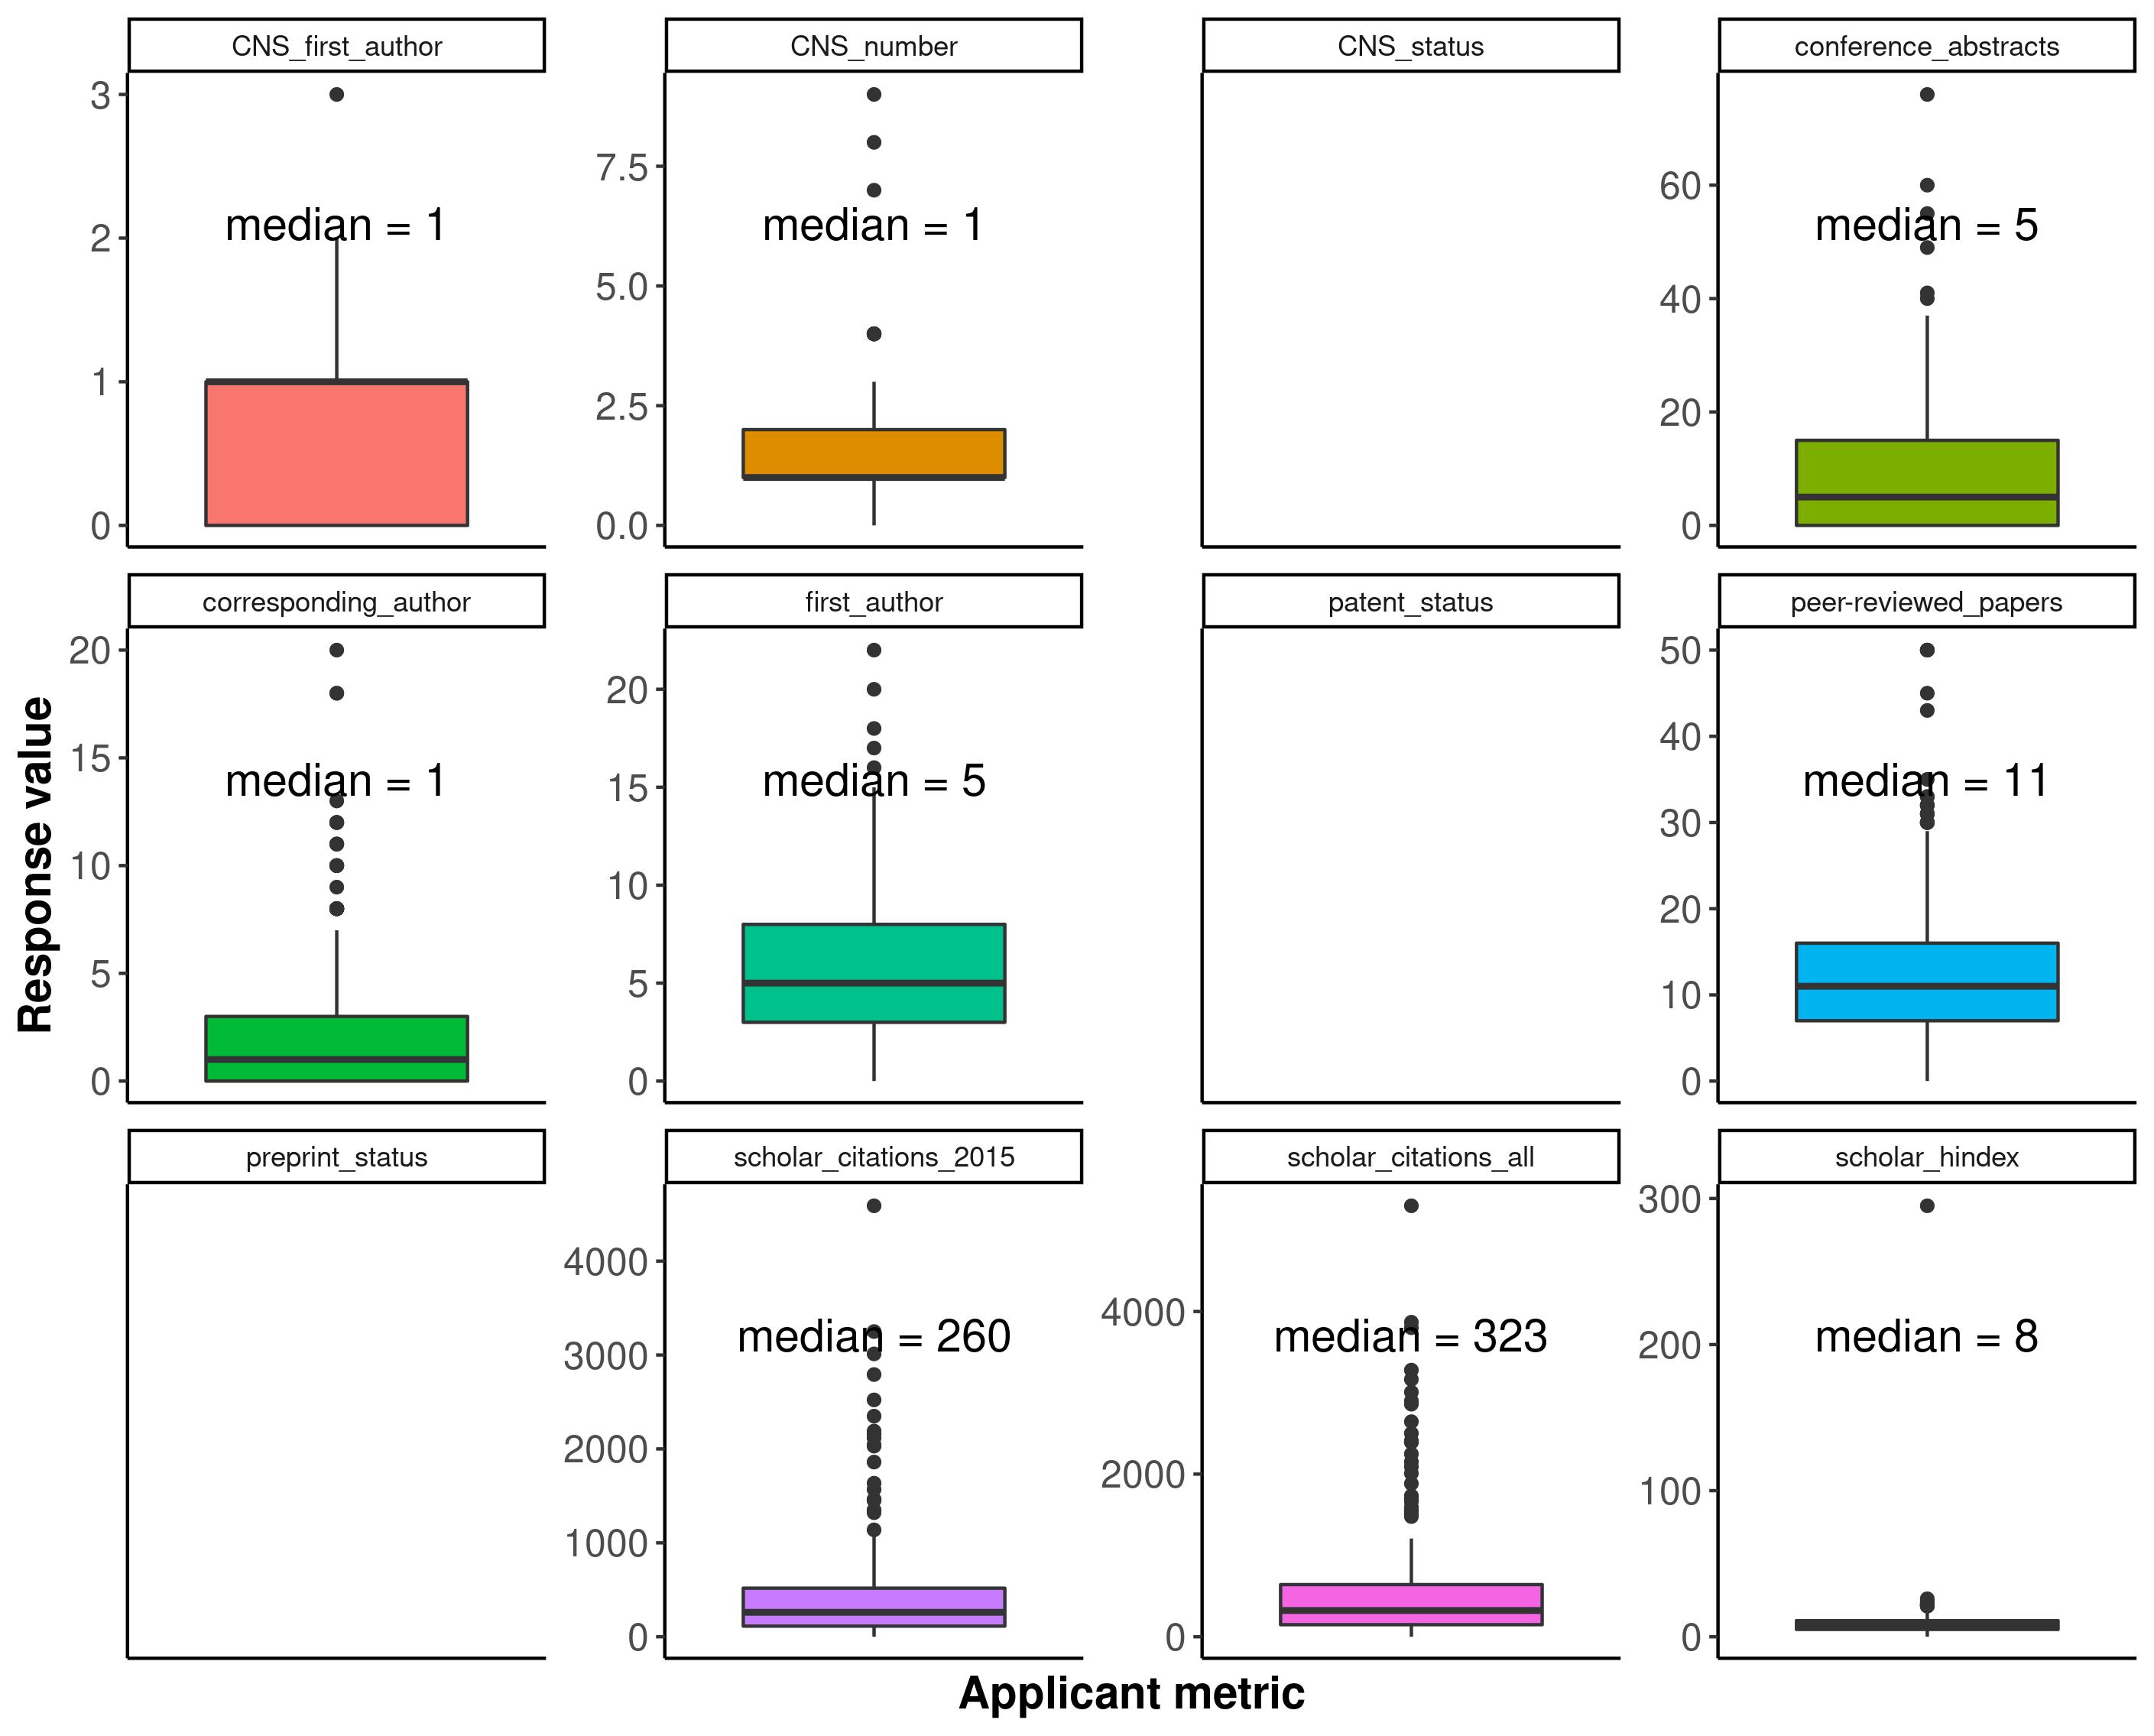 CNS_first_author
CNS_number
CNS_status
conference_abstracts
3
2
1
0
median = 1
7.5
5.0
2.5
0.0
median = 1
60
40
20
0
median = 5
corresponding_author
first_author
patent_status
peer-reviewed_papers
20
15
10
5
0
median = 1
20
15
10
5
0
median = 5
50
40
30
20
10
0
median = 11
preprint_status
scholar_citations_2015
scholar_citations_all
scholar_hindex
4000
3000
2000
1000
0
median = 260
4000
2000
0
median = 323
300
200
100
0
median = 8
Response value
Applicant metric